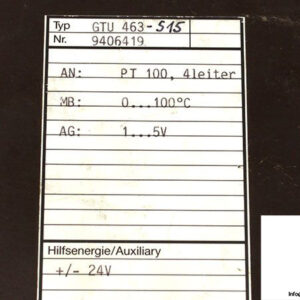 Typ GTU 463-515
Nr. 9406419
AN: PT 100, 4leiter
MB: 0...100°C
AG: 1...5V
Hilfsenergie/Auxiliary
+/- 24V